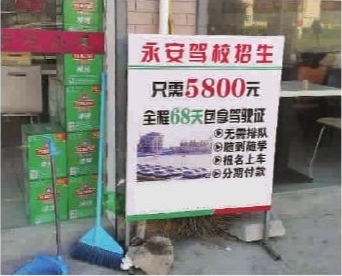 永安驾校招生
只需5800元
全程68天包拿驾驶证
无需排队
随到随学
报名上车
分期付款